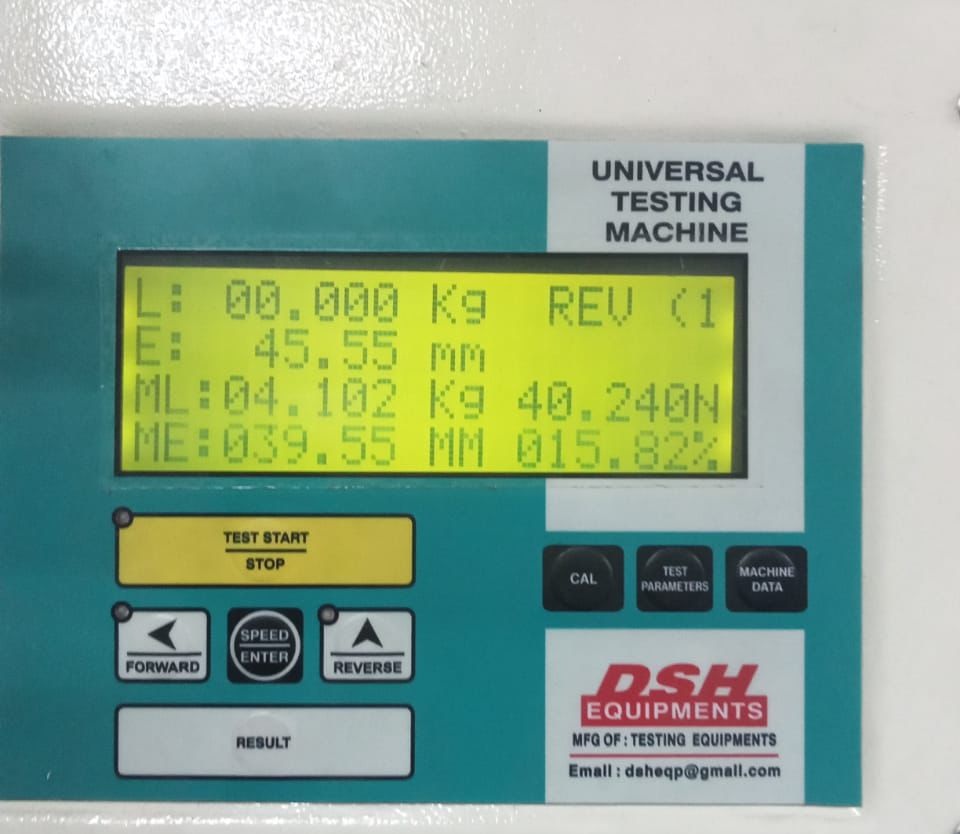 UNIVERSAL
TESTING
MACHINE
L: 00.000 Kg REV (1
E: 45.55 mm
ML:04.102 Kg 40.240N
ME:039.55 MM 015.82%
TEST START
STOP
CAL
TEST
PARAMETERS
MACHINE
DATA
FORWARD
SPEED
ENTER
REVERSE
RESULT
DSH
EQUIPMENTS
MFG OF : TESTING EQUIPMENTS
Email : dsheqp@gmail.com